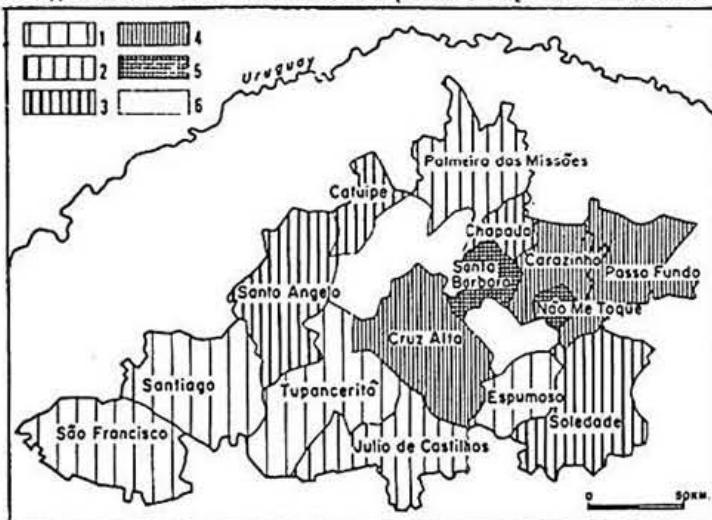 1 4
2 5
3 6
Uruguay
Palmeira das Missões
Catuipe
Chapada
Carazinho
Santa Barbara
Passo Fundo
Santo Angelo
Não Me Toque
Cruz Alta
Santiago
Tupanceritã
Espumoso
São Francisco
Julio de Castilhos
Soledade
0 50KM.